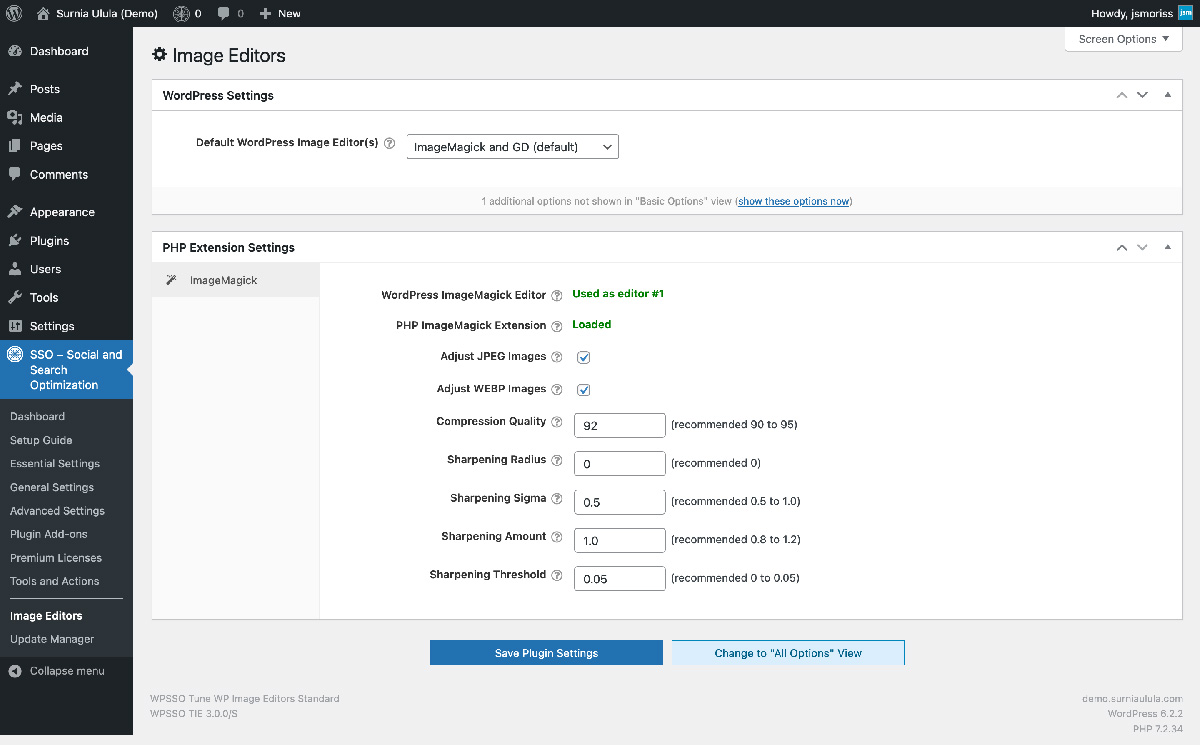 Surnia Ulula (Demo) 0 0 New Howdy, jsmoriss jsm
Screen Options
Dashboard
Posts
Media
Pages
Comments
Appearance
Plugins
Users
Tools
Settings
SSO – Social and
Search
Optimization
Dashboard
Setup Guide
Essential Settings
General Settings
Advanced Settings
Plugin Add-ons
Premium Licenses
Tools and Actions
Image Editors
Update Manager
Collapse menu
Image Editors
WordPress Settings
Default WordPress Image Editor(s) ? ImageMagick and GD (default)
1 additional options not shown in "Basic Options" view (show these options now)
PHP Extension Settings
ImageMagick
WordPress ImageMagick Editor ? Used as editor #1
PHP ImageMagick Extension ? Loaded
Adjust JPEG Images ?
Adjust WEBP Images ?
Compression Quality ? 92 (recommended 90 to 95)
Sharpening Radius ? 0 (recommended 0)
Sharpening Sigma ? 0.5 (recommended 0.5 to 1.0)
Sharpening Amount ? 1.0 (recommended 0.8 to 1.2)
Sharpening Threshold ? 0.05 (recommended 0 to 0.05)
Save Plugin Settings Change to "All Options" View
WPSSO Tune WP Image Editors Standard
WPSSO TIE 3.0.0/S
demo.surniaulula.com
WordPress 6.2.2
PHP 7.2.34